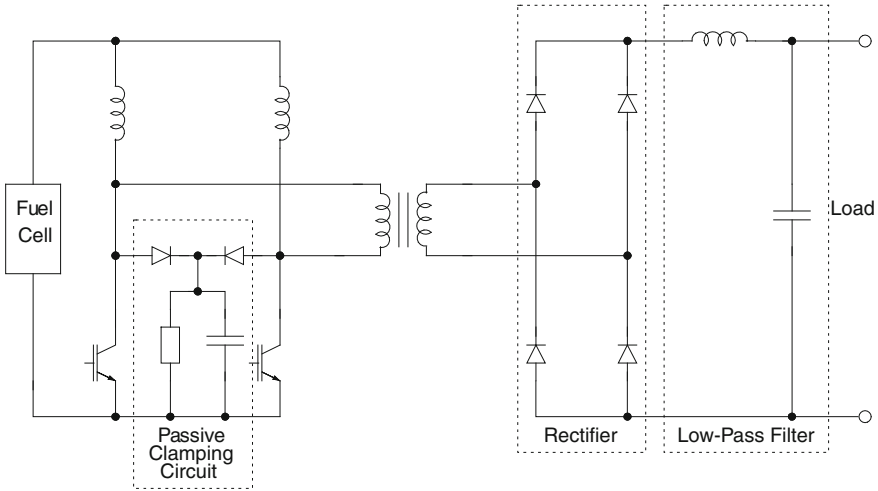 Fuel
Cell
Load
Passive
Clamping
Circuit
Rectifier
Low-Pass Filter